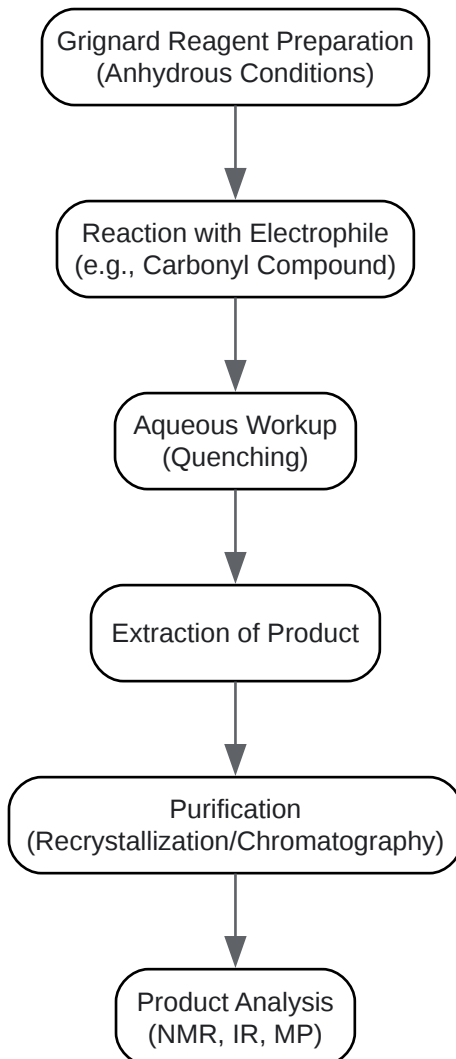 Grignard Reagent Preparation
(Anhydrous Conditions)
Reaction with Electrophile
(e.g., Carbonyl Compound)
Aqueous Workup
(Quenching)
Extraction of Product
Purification
(Recrystallization/Chromatography)
Product Analysis
(NMR, IR, MP)